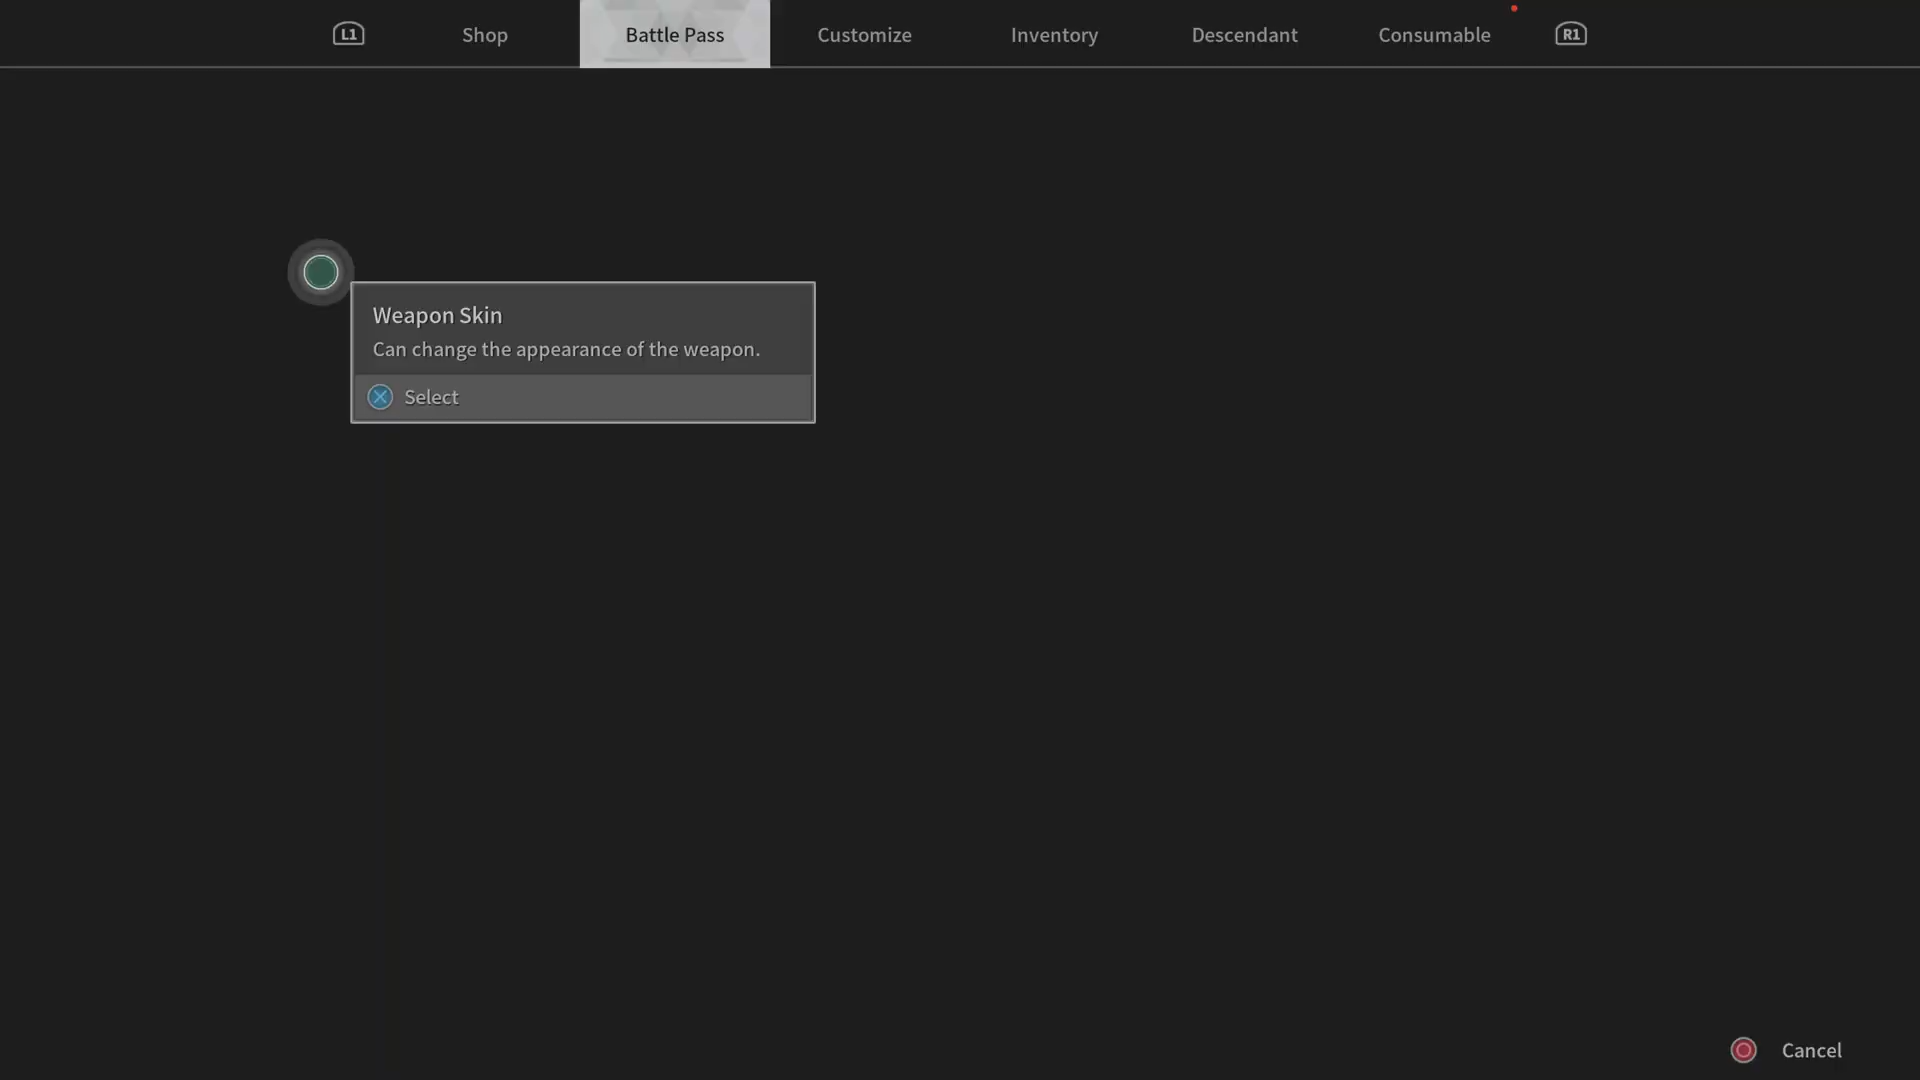 L1 Shop Battle Pass Customize Inventory Descendant Consumable R1
Weapon Skin
Can change the appearance of the weapon.
Select
Cancel